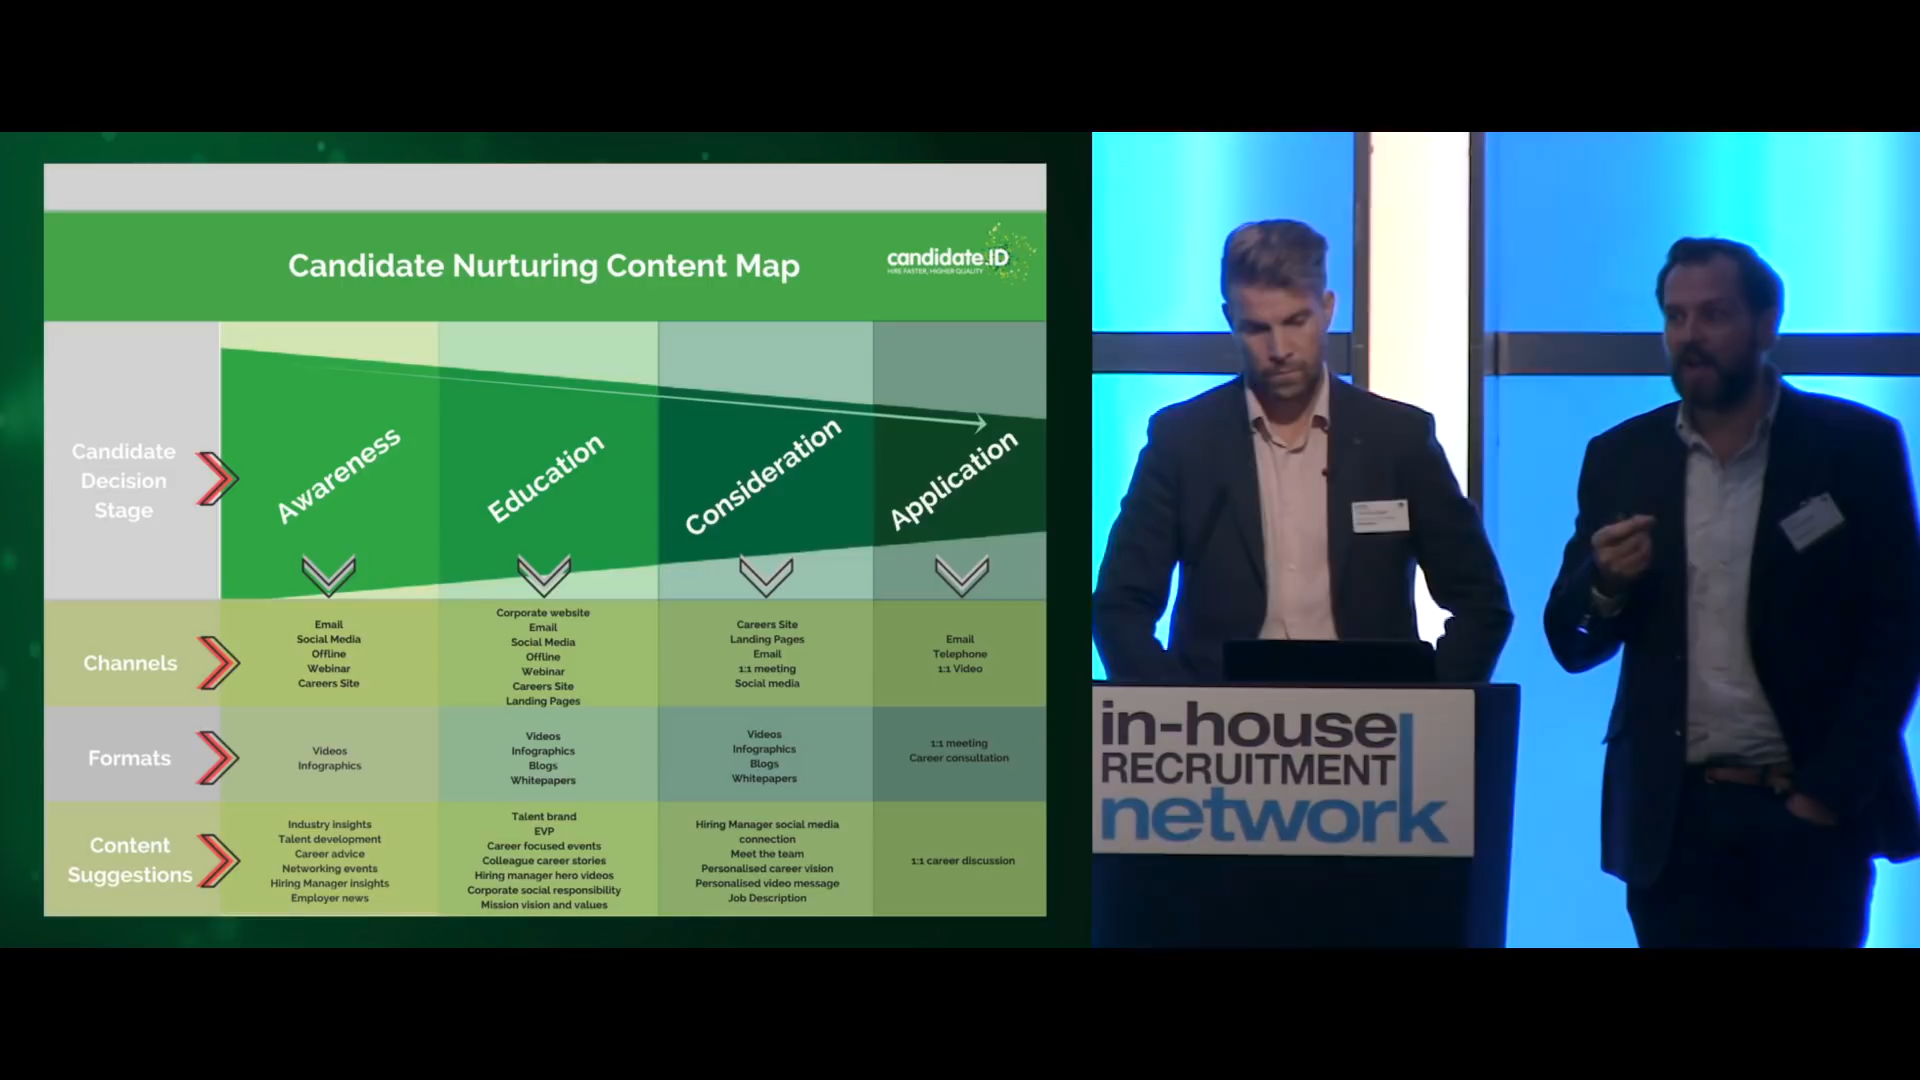 Candidate Nurturing Content Map
candidate.ID
HIRE FASTER, HIGHER QUALITY
Candidate
Decision
Stage
Awareness
Education
Consideration
Application
Channels
Email
Social Media
Offline
Webinar
Careers Site
Corporate website
Email
Social Media
Offline
Webinar
Careers Site
Landing Pages
Careers Site
Landing Pages
Email
1:1 meeting
Social media
Email
Telephone
1:1 Video
Formats
Videos
Infographics
Videos
Infographics
Blogs
Whitepapers
Videos
Infographics
Blogs
Whitepapers
1:1 meeting
Career consultation
Content
Suggestions
Industry insights
Talent development
Career advice
Networking events
Hiring Manager insights
Employer news
Talent brand
EVP
Career focused events
Colleague career stories
Hiring manager hero videos
Corporate social responsibility
Mission vision and values
Hiring Manager social media
connection
Meet the team
Personalised career vision
Personalised video message
Job Description
1:1 career discussion
in-house
RECRUITMENT
network